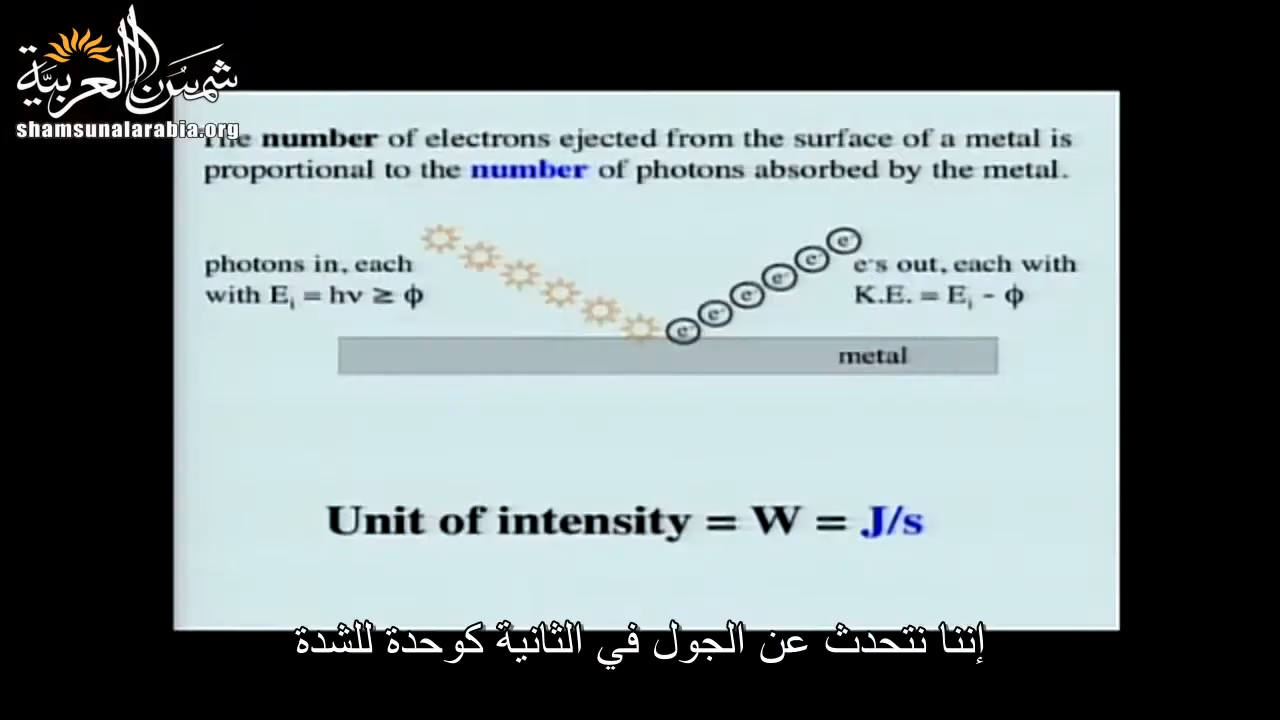 شمس العربية
shamsunalarabia.org
The number of electrons ejected from the surface of a metal is
proportional to the number of photons absorbed by the metal.
photons in, each
with Eᵢ = hν ≥ ϕ
e⁻ e⁻ e⁻ e⁻ e⁻ e⁻
e⁻s out, each with
K.E. = Eᵢ - ϕ
metal
Unit of intensity = W = J/s
إننا نتحدث عن الجول في الثانية كوحدة للشدة